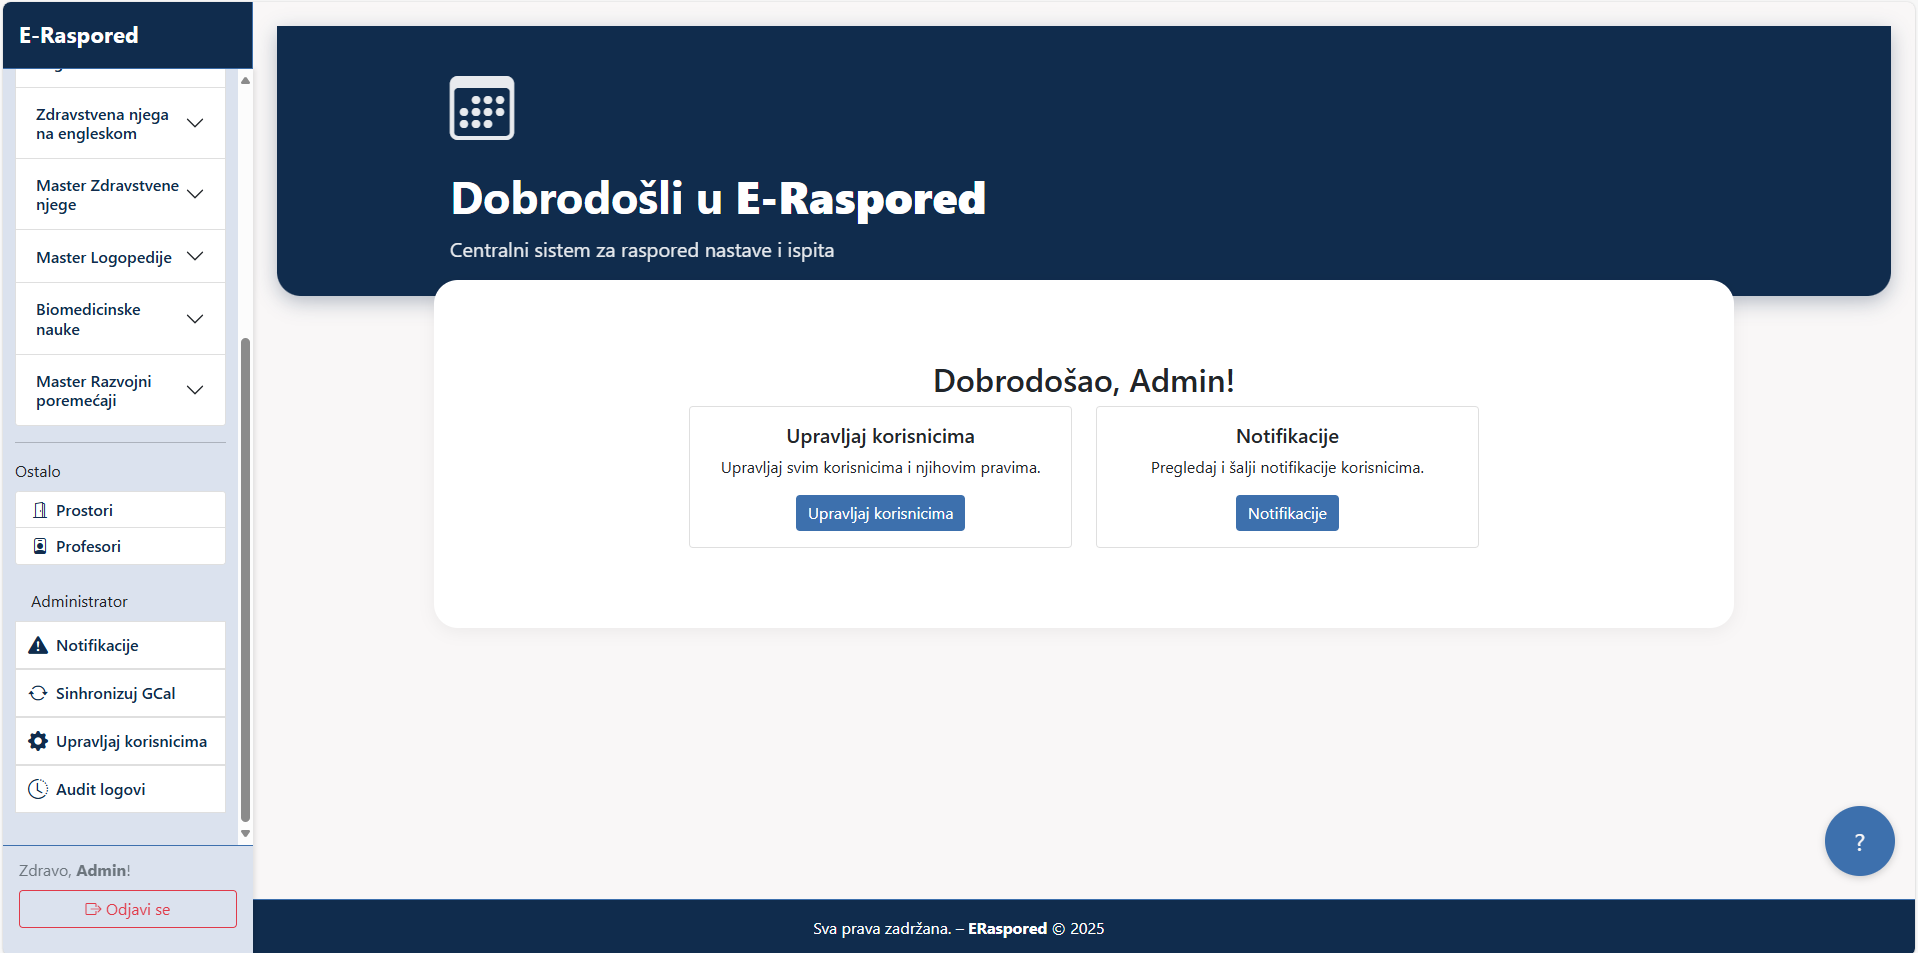 E-Raspored
Zdravstvena njega
na engleskom
Master Zdravstvene
njege
Master Logopedije
Biomedicinske
nauke
Master Razvojni
poremećaji
Ostalo
Prostori
Profesori
Administrator
Notifikacije
Sinhronizuj GCal
Upravljaj korisnicima
Audit logovi
Zdravo, Admin!
Odjavi se
Dobrodošli u E-Raspored
Centralni sistem za raspored nastave i ispita
Dobrodošao, Admin!
Upravljaj korisnicima
Upravljaj svim korisnicima i njihovim pravima.
Upravljaj korisnicima
Notifikacije
Pregledaj i šalji notifikacije korisnicima.
Notifikacije
?
Sva prava zadržana. – ERaspored © 2025